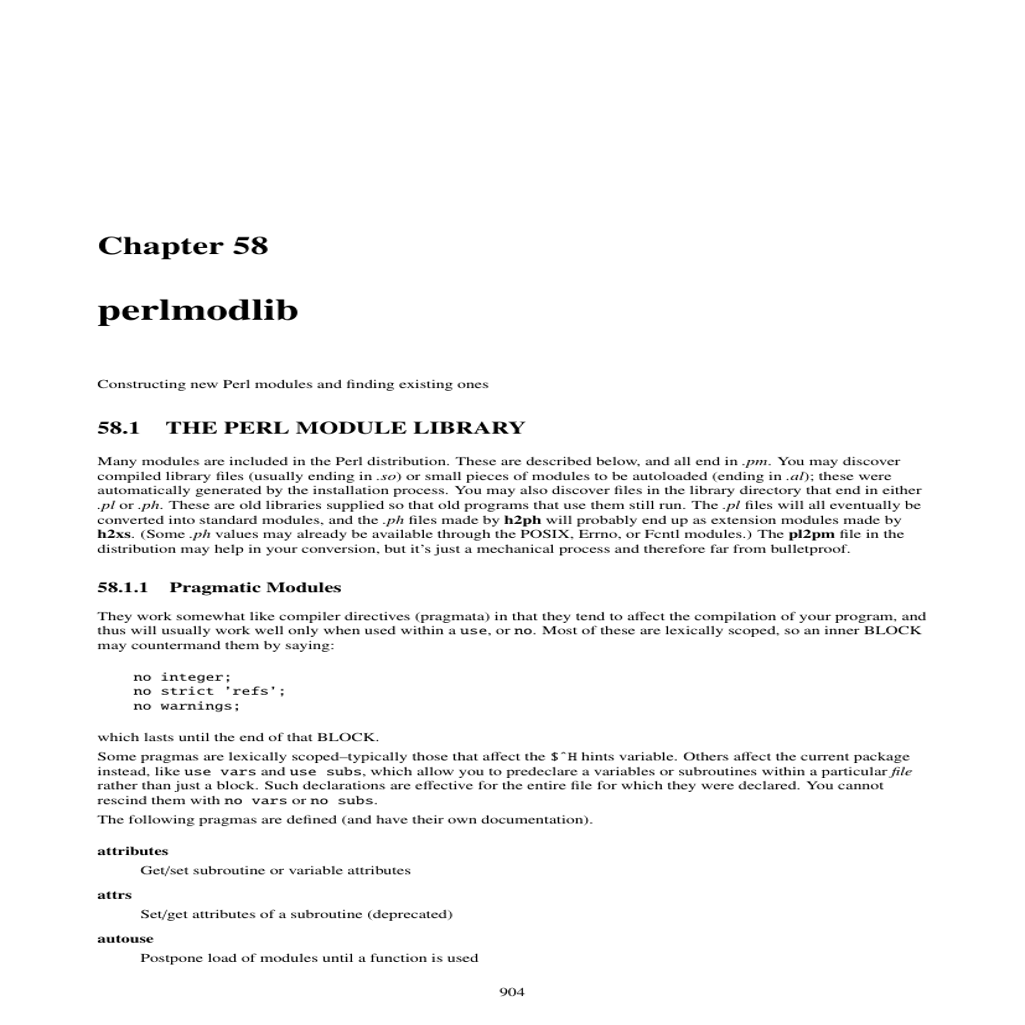 Chapter 58
perlmodlib
Constructing new Perl modules and finding existing ones
58.1 THE PERL MODULE LIBRARY
Many modules are included in the Perl distribution. These are described below, and all end in .pm. You may discover
compiled library files (usually ending in .so) or small pieces of modules to be autoloaded (ending in .al); these were
automatically generated by the installation process. You may also discover files in the library directory that end in either
.pl or .ph. These are old libraries supplied so that old programs that use them still run. The .pl files will all eventually be
converted into standard modules, and the .ph files made by h2ph will probably end up as extension modules made by
h2xs. (Some .ph values may already be available through the POSIX, Errno, or Fcntl modules.) The pl2pm file in the
distribution may help in your conversion, but it's just a mechanical process and therefore far from bulletproof.
58.1.1 Pragmatic Modules
They work somewhat like compiler directives (pragmata) in that they tend to affect the compilation of your program, and
thus will usually work well only when used within a use, or no. Most of these are lexically scoped, so an inner BLOCK
may countermand them by saying:
no integer;
no strict 'refs';
no warnings;
which lasts until the end of that BLOCK.
Some pragmas are lexically scoped–typically those that affect the $^H hints variable. Others affect the current package
instead, like use vars and use subs, which allow you to predeclare a variables or subroutines within a particular file
rather than just a block. Such declarations are effective for the entire file for which they were declared. You cannot
rescind them with no vars or no subs.
The following pragmas are defined (and have their own documentation).
attributes
Get/set subroutine or variable attributes
attrs
Set/get attributes of a subroutine (deprecated)
autouse
Postpone load of modules until a function is used
904